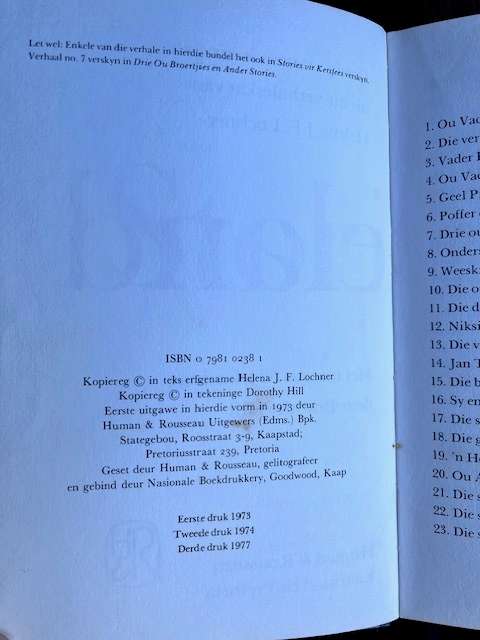 Let wel: Enkele van die verhale in hierdie bundel het ook in Stories vir Kersfees verskyn.
Verhaal no. 7 verskyn in Drie Ou Broertjies en Ander Stories.
ISBN 0 7981 0238 1
Kopiereg © in teks erfgename Helena J. F. Lochner
Kopiereg © in tekeninge Dorothy Hill
Eerste uitgawe in hierdie vorm in 1973 deur
Human & Rousseau Uitgewers (Edms.) Bpk.
Stategebou, Roosstraat 3-9, Kaapstad;
Pretoriusstraat 239, Pretoria
Geset deur Human & Rousseau, gelitografeer
en gebind deur Nasionale Boekdrukkery, Goodwood, Kaap
Eerste druk 1973
Tweede druk 1974
Derde druk 1977
1. Ou Vad
2. Die ver
3. Vader
4. Ou Va
5. Geel P
6. Poffer
7. Drie ou
8. Onders
9. Weesk
10. Die o
11. Die d
12. Niksi
13. Die v
14. Jan
15. Die b
16. Sy en
17. Die s
18. Die g
19. 'n He
20. Ou A
21. Die s
22. Die s
23. Die s